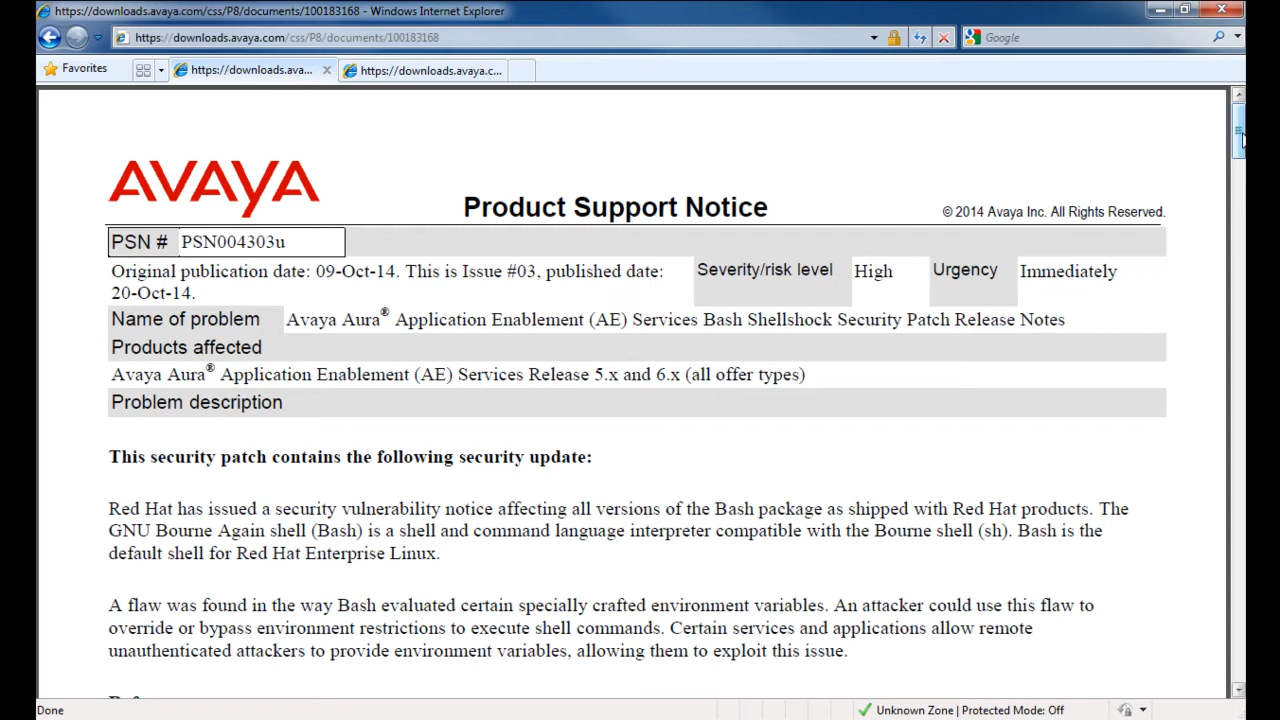 https://downloads.avaya.com/css/P8/documents/100183168 - Windows Internet Explorer
https://downloads.avaya.com/css/P8/documents/100183168
Google
Favorites
https://downloads.ava...
https://downloads.avaya.c...
AVAYA
Product Support Notice
© 2014 Avaya Inc. All Rights Reserved.
PSN # PSN004303u
Original publication date: 09-Oct-14. This is Issue #03, published date:
20-Oct-14.
Severity/risk level High Urgency Immediately
Name of problem Avaya Aura® Application Enablement (AE) Services Bash Shellshock Security Patch Release Notes
Products affected
Avaya Aura® Application Enablement (AE) Services Release 5.x and 6.x (all offer types)
Problem description
This security patch contains the following security update:
Red Hat has issued a security vulnerability notice affecting all versions of the Bash package as shipped with Red Hat products. The
GNU Bourne Again shell (Bash) is a shell and command language interpreter compatible with the Bourne shell (sh). Bash is the
default shell for Red Hat Enterprise Linux.
A flaw was found in the way Bash evaluated certain specially crafted environment variables. An attacker could use this flaw to
override or bypass environment restrictions to execute shell commands. Certain services and applications allow remote
unauthenticated attackers to provide environment variables, allowing them to exploit this issue.
Done
Unknown Zone | Protected Mode: Off